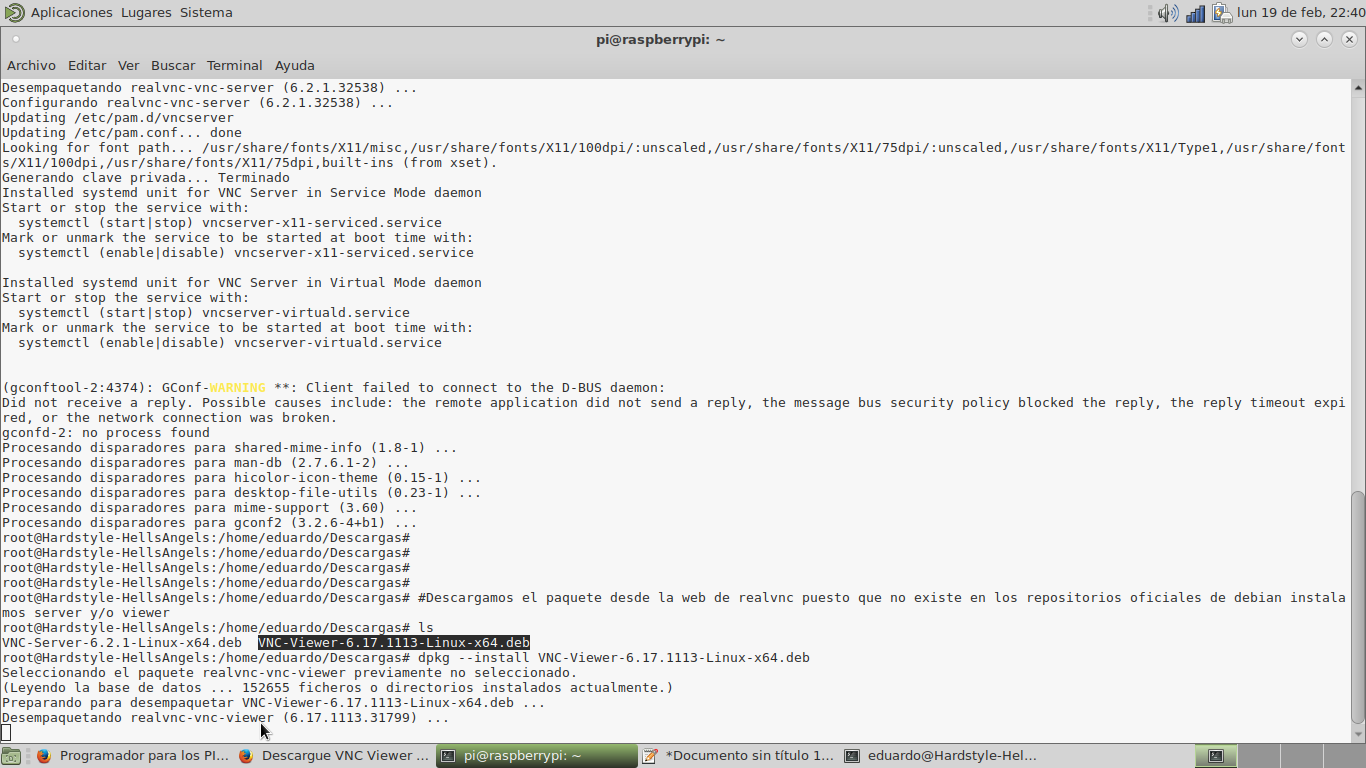 Aplicaciones Lugares Sistema lun 19 de feb, 22:40
pi@raspberrypi: ~
Archivo Editar Ver Buscar Terminal Ayuda
Desempaquetando realvnc-vnc-server (6.2.1.32538) ...
Configurando realvnc-vnc-server (6.2.1.32538) ...
Updating /etc/pam.d/vncserver
Updating /etc/pam.conf... done
Looking for font path... /usr/share/fonts/X11/misc,/usr/share/fonts/X11/100dpi/:unscaled,/usr/share/fonts/X11/75dpi/:unscaled,/usr/share/fonts/X11/Type1,/usr/share/font
s/X11/100dpi,/usr/share/fonts/X11/75dpi,built-ins (from xset).
Generando clave privada... Terminado
Installed systemd unit for VNC Server in Service Mode daemon
Start or stop the service with:
  systemctl (start|stop) vncserver-x11-serviced.service
Mark or unmark the service to be started at boot time with:
  systemctl (enable|disable) vncserver-x11-serviced.service
Installed systemd unit for VNC Server in Virtual Mode daemon
Start or stop the service with:
  systemctl (start|stop) vncserver-virtuald.service
Mark or unmark the service to be started at boot time with:
  systemctl (enable|disable) vncserver-virtuald.service
(gconftool-2:4374): GConf-WARNING **: Client failed to connect to the D-BUS daemon:
Did not receive a reply. Possible causes include: the remote application did not send a reply, the message bus security policy blocked the reply, the reply timeout expi
red, or the network connection was broken.
gconfd-2: no process found
Procesando disparadores para shared-mime-info (1.8-1) ...
Procesando disparadores para man-db (2.7.6.1-2) ...
Procesando disparadores para hicolor-icon-theme (0.15-1) ...
Procesando disparadores para desktop-file-utils (0.23-1) ...
Procesando disparadores para mime-support (3.60) ...
Procesando disparadores para gconf2 (3.2.6-4+b1) ...
root@Hardstyle-HellsAngels:/home/eduardo/Descargas#
root@Hardstyle-HellsAngels:/home/eduardo/Descargas#
root@Hardstyle-HellsAngels:/home/eduardo/Descargas#
root@Hardstyle-HellsAngels:/home/eduardo/Descargas#
root@Hardstyle-HellsAngels:/home/eduardo/Descargas# #Descargamos el paquete desde la web de realvnc puesto que no existe en los repositorios oficiales de debian instala
mos server y/o viewer
root@Hardstyle-HellsAngels:/home/eduardo/Descargas# ls
VNC-Server-6.2.1-Linux-x64.deb  VNC-Viewer-6.17.1113-Linux-x64.deb
root@Hardstyle-HellsAngels:/home/eduardo/Descargas# dpkg --install VNC-Viewer-6.17.1113-Linux-x64.deb
Seleccionando el paquete realvnc-vnc-viewer previamente no seleccionado.
(Leyendo la base de datos ... 152655 ficheros o directorios instalados actualmente.)
Preparando para desempaquetar VNC-Viewer-6.17.1113-Linux-x64.deb ...
Desempaquetando realvnc-vnc-viewer (6.17.1113.31799) ...
Programador para los PI... Descargue VNC Viewer ... pi@raspberrypi: ~ *Documento sin título 1... eduardo@Hardstyle-Hel...